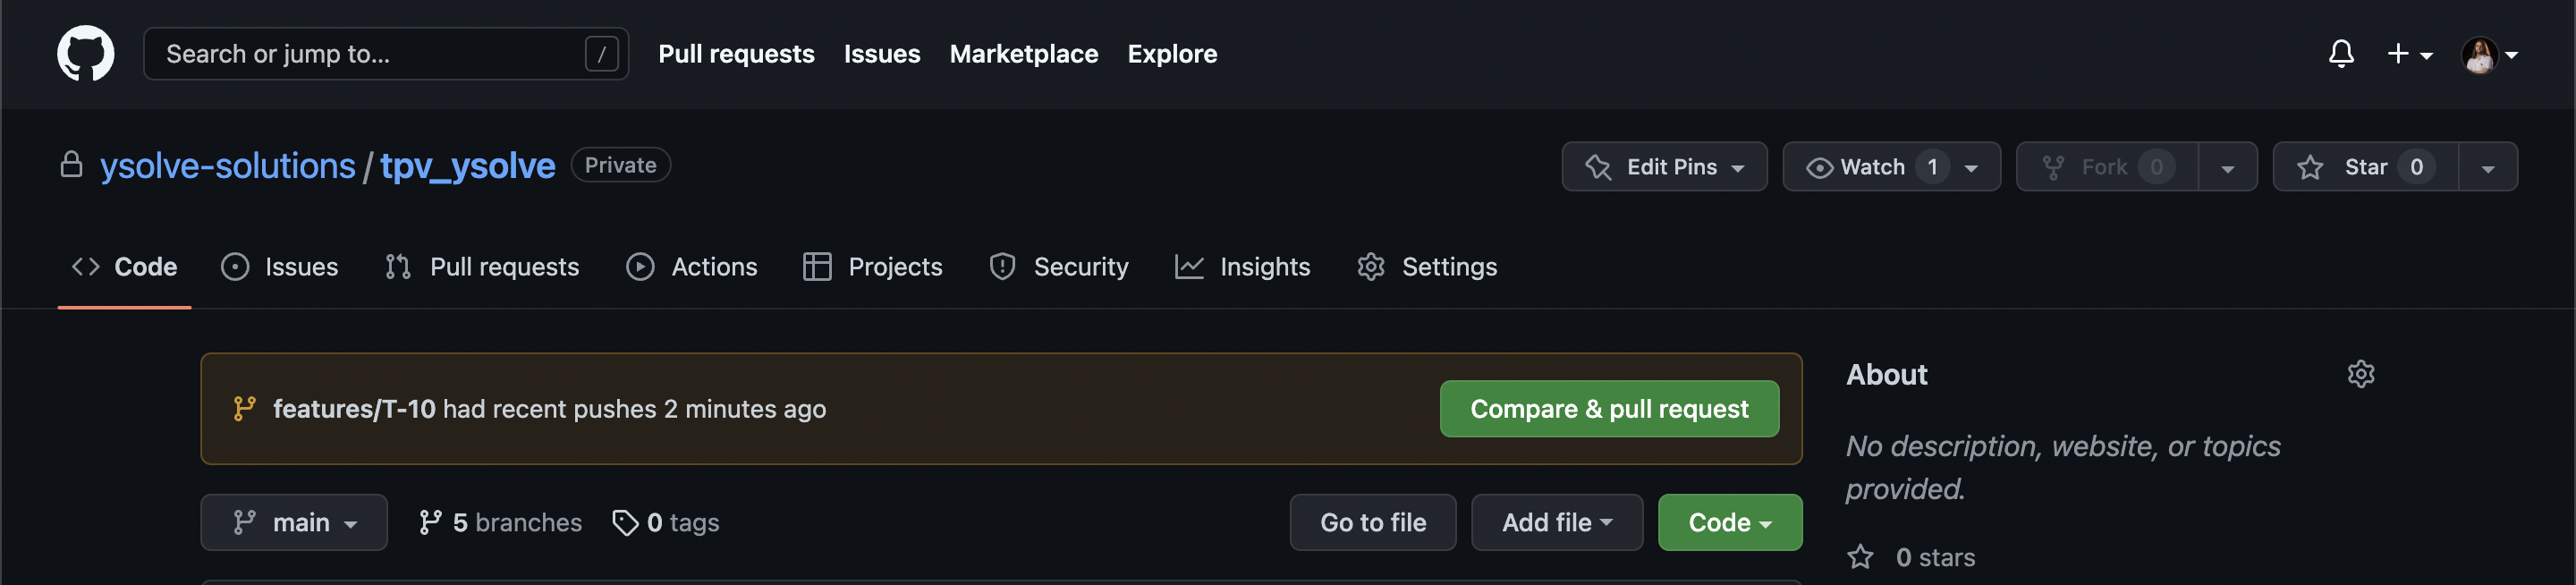 Search or jump to... / Pull requests Issues Marketplace Explore
ysolve-solutions / tpv_ysolve Private Edit Pins Watch 1 Fork 0 Star 0
Code Issues Pull requests Actions Projects Security Insights Settings
features/T-10 had recent pushes 2 minutes ago Compare & pull request
main 5 branches 0 tags Go to file Add file Code
About
No description, website, or topics
provided.
0 stars